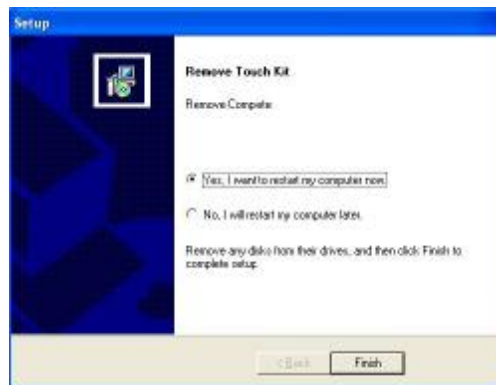 Setup
Remove Touch Kit
Remove Compete
Yes, I want to restart my computer now.
No, I will restart my computer later.
Remove any disks from their drives, and then click Finish to
complete setup.
< Back
Finish